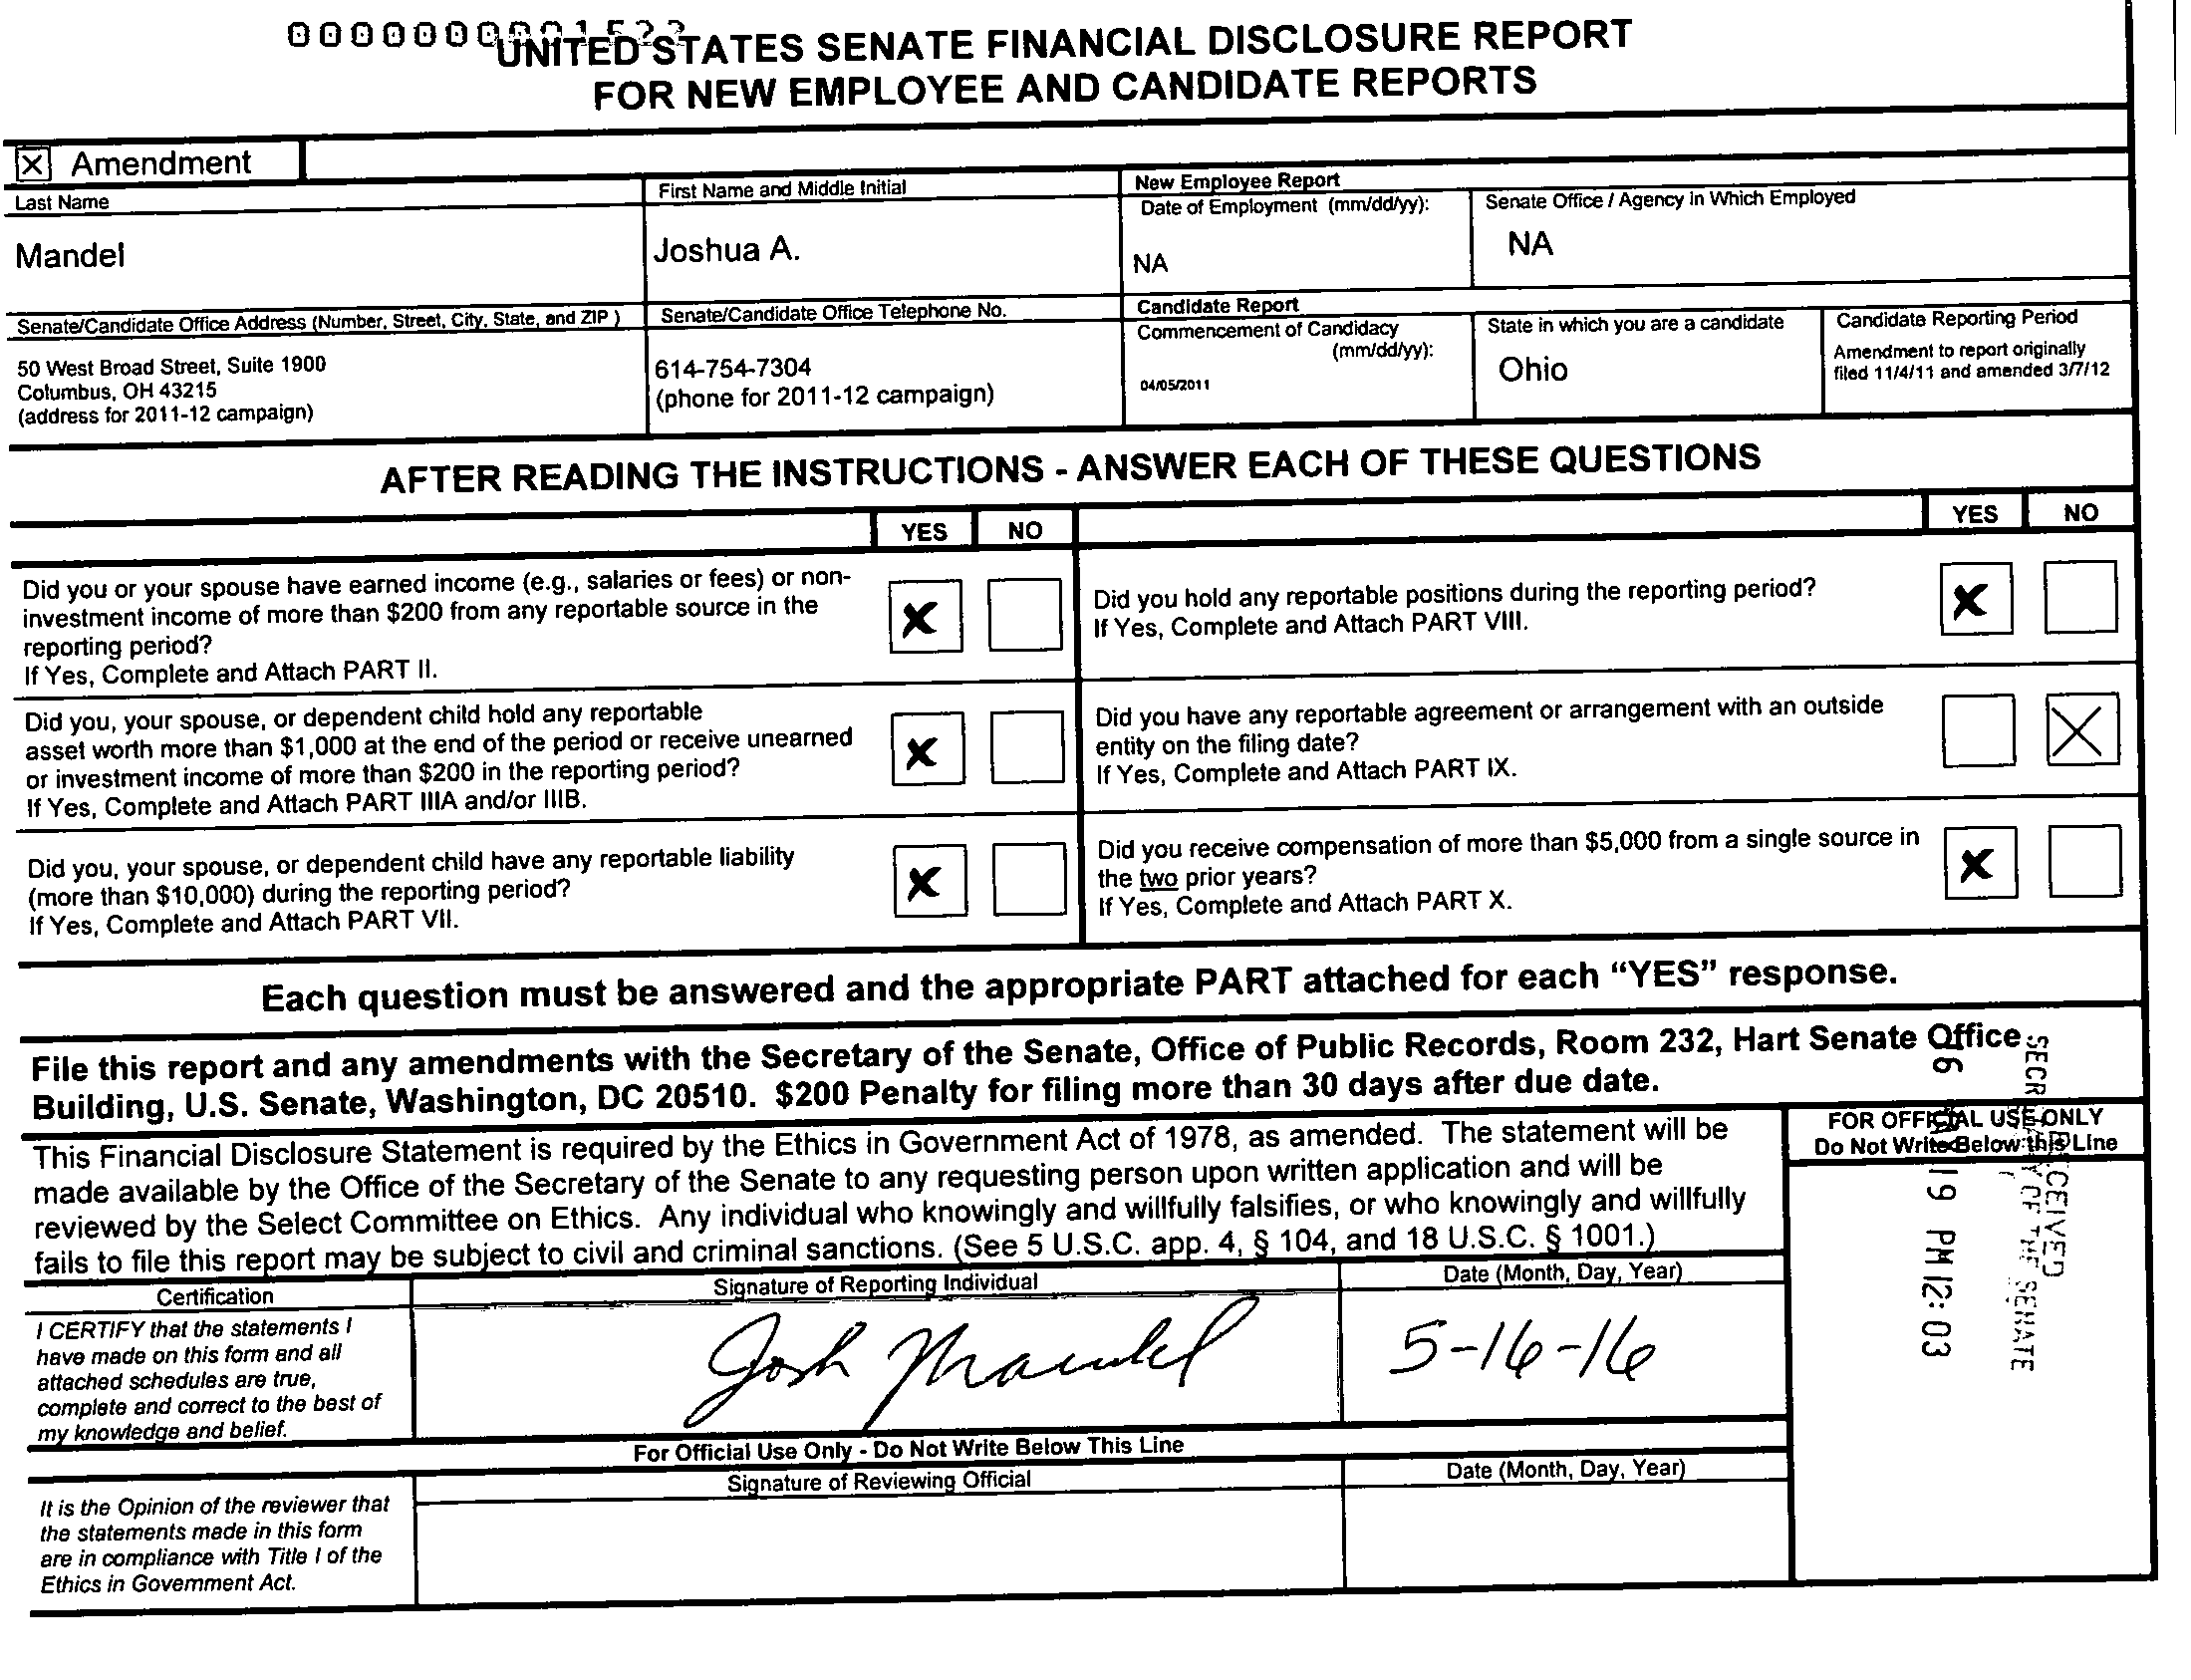 UNITED STATES SENATE FINANCIAL DISCLOSURE REPORT
FOR NEW EMPLOYEE AND CANDIDATE REPORTS
Amendment
Last Name
Mandel
First Name and Middle Initial
Joshua A.
New Employee Report
Date of Employment (mm/dd/yy):
NA
Senate Office / Agency in Which Employed
NA
Senate/Candidate Office Address (Number, Street, City, State, and ZIP )
50 West Broad Street, Suite 1900
Columbus, OH 43215
(address for 2011-12 campaign)
Senate/Candidate Office Telephone No.
614-754-7304
(phone for 2011-12 campaign)
Candidate Report
Commencement of Candidacy
(mm/dd/yy):
04/05/2011
State in which you are a candidate
Ohio
Candidate Reporting Period
Amendment to report originally
filed 11/4/11 and amended 3/7/12
AFTER READING THE INSTRUCTIONS - ANSWER EACH OF THESE QUESTIONS
YES NO
YES NO
Did you or your spouse have earned income (e.g., salaries or fees) or non-
investment income of more than $200 from any reportable source in the
reporting period?
If Yes, Complete and Attach PART II.
Did you hold any reportable positions during the reporting period?
If Yes, Complete and Attach PART VIII.
Did you, your spouse, or dependent child hold any reportable
asset worth more than $1,000 at the end of the period or receive unearned
or investment income of more than $200 in the reporting period?
If Yes, Complete and Attach PART IIIA and/or IIIB.
Did you have any reportable agreement or arrangement with an outside
entity on the filing date?
If Yes, Complete and Attach PART IX.
Did you, your spouse, or dependent child have any reportable liability
(more than $10,000) during the reporting period?
If Yes, Complete and Attach PART VII.
Did you receive compensation of more than $5,000 from a single source in
the two prior years?
If Yes, Complete and Attach PART X.
Each question must be answered and the appropriate PART attached for each “YES” response.
File this report and any amendments with the Secretary of the Senate, Office of Public Records, Room 232, Hart Senate Office
Building, U.S. Senate, Washington, DC 20510. $200 Penalty for filing more than 30 days after due date.
This Financial Disclosure Statement is required by the Ethics in Government Act of 1978, as amended. The statement will be
made available by the Office of the Secretary of the Senate to any requesting person upon written application and will be
reviewed by the Select Committee on Ethics. Any individual who knowingly and willfully falsifies, or who knowingly and willfully
fails to file this report may be subject to civil and criminal sanctions. (See 5 U.S.C. app. 4, § 104, and 18 U.S.C. § 1001.)
FOR OFFICIAL USE ONLY
Do Not Write Below this Line
19 PM 12: 03
Certification
I CERTIFY that the statements I
have made on this form and all
attached schedules are true,
complete and correct to the best of
my knowledge and belief.
Signature of Reporting Individual
Josh Mandel
Date (Month, Day, Year)
5-16-16
For Official Use Only - Do Not Write Below This Line
It is the Opinion of the reviewer that
the statements made in this form
are in compliance with Title I of the
Ethics in Government Act.
Signature of Reviewing Official
Date (Month, Day, Year)